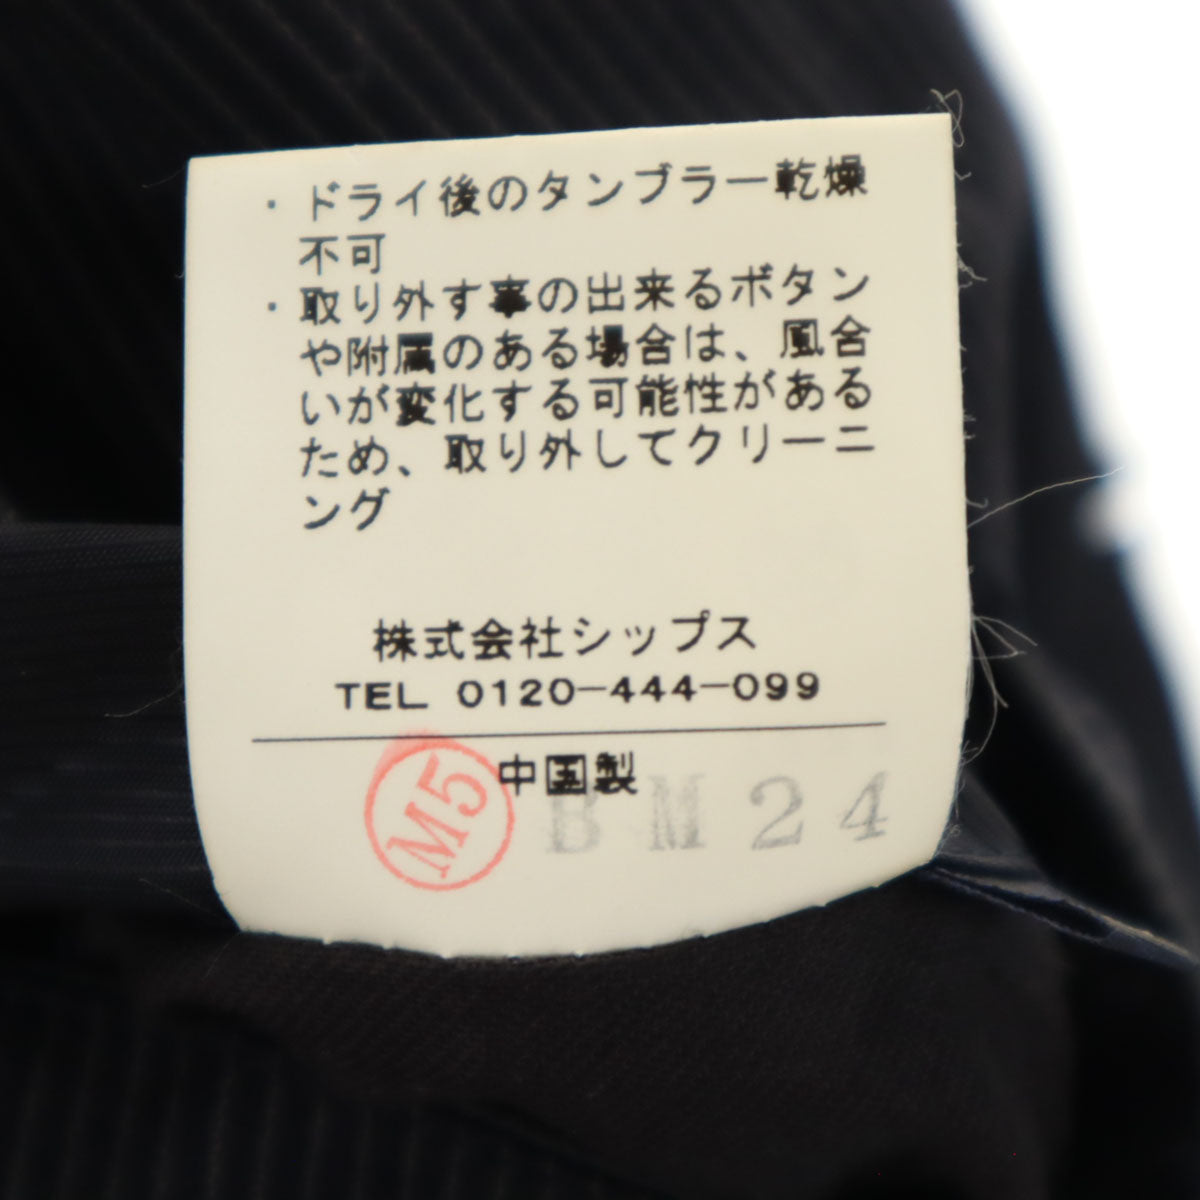 ・ドライ後のタンブラー乾燥
不可
・取り外す事の出来るボタン
や附属のある場合は、風合
いが変化する可能性がある
ため、取り外してクリーニ
ング
株式会社シップス
TEL 0120-444-099
中国製
M5
BM24